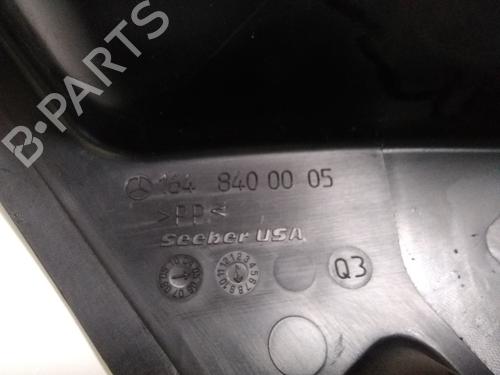 B-PARTS
164 840 00 05
>PP<
Seeber USA
Q3